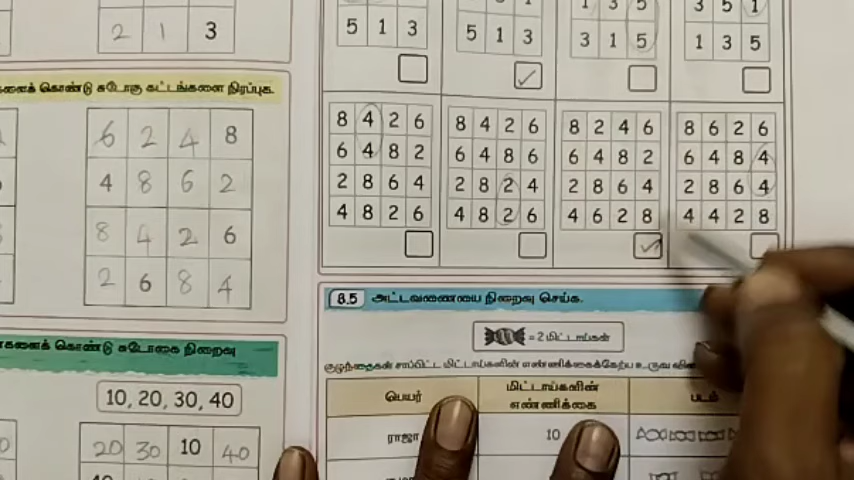 2 1 3
5 1 3
5 1 3
1 3 5
3 1 5
3 5 1
1 3 5
கொண்டு சுடோகு கட்டங்களை நிரப்புக.
6 2 4 8
4 8 6 2
8 4 2 6
2 6 8 4
8 4 2 6
6 4 8 2
2 8 6 4
4 8 2 6
8 4 2 6
6 4 8 6
2 8 2 4
4 8 2 6
8 2 4 6
6 4 8 2
2 8 6 4
4 6 2 8
8 6 2 6
6 4 8 4
2 8 6 4
4 4 2 8
கொண்டு சுடோகை நிறைவு
10, 20, 30, 40
20 30 10 40
8.5 அட்டவணையை நிறைவு செய்க.
= 2 மிட்டாய்கள்
குழந்தைகள் சாப்பிட்ட மிட்டாய்களின் எண்ணிக்கைக்கேற்ப உருவ
பெயர் மிட்டாய்களின் எண்ணிக்கை படம்
ராஜா 10